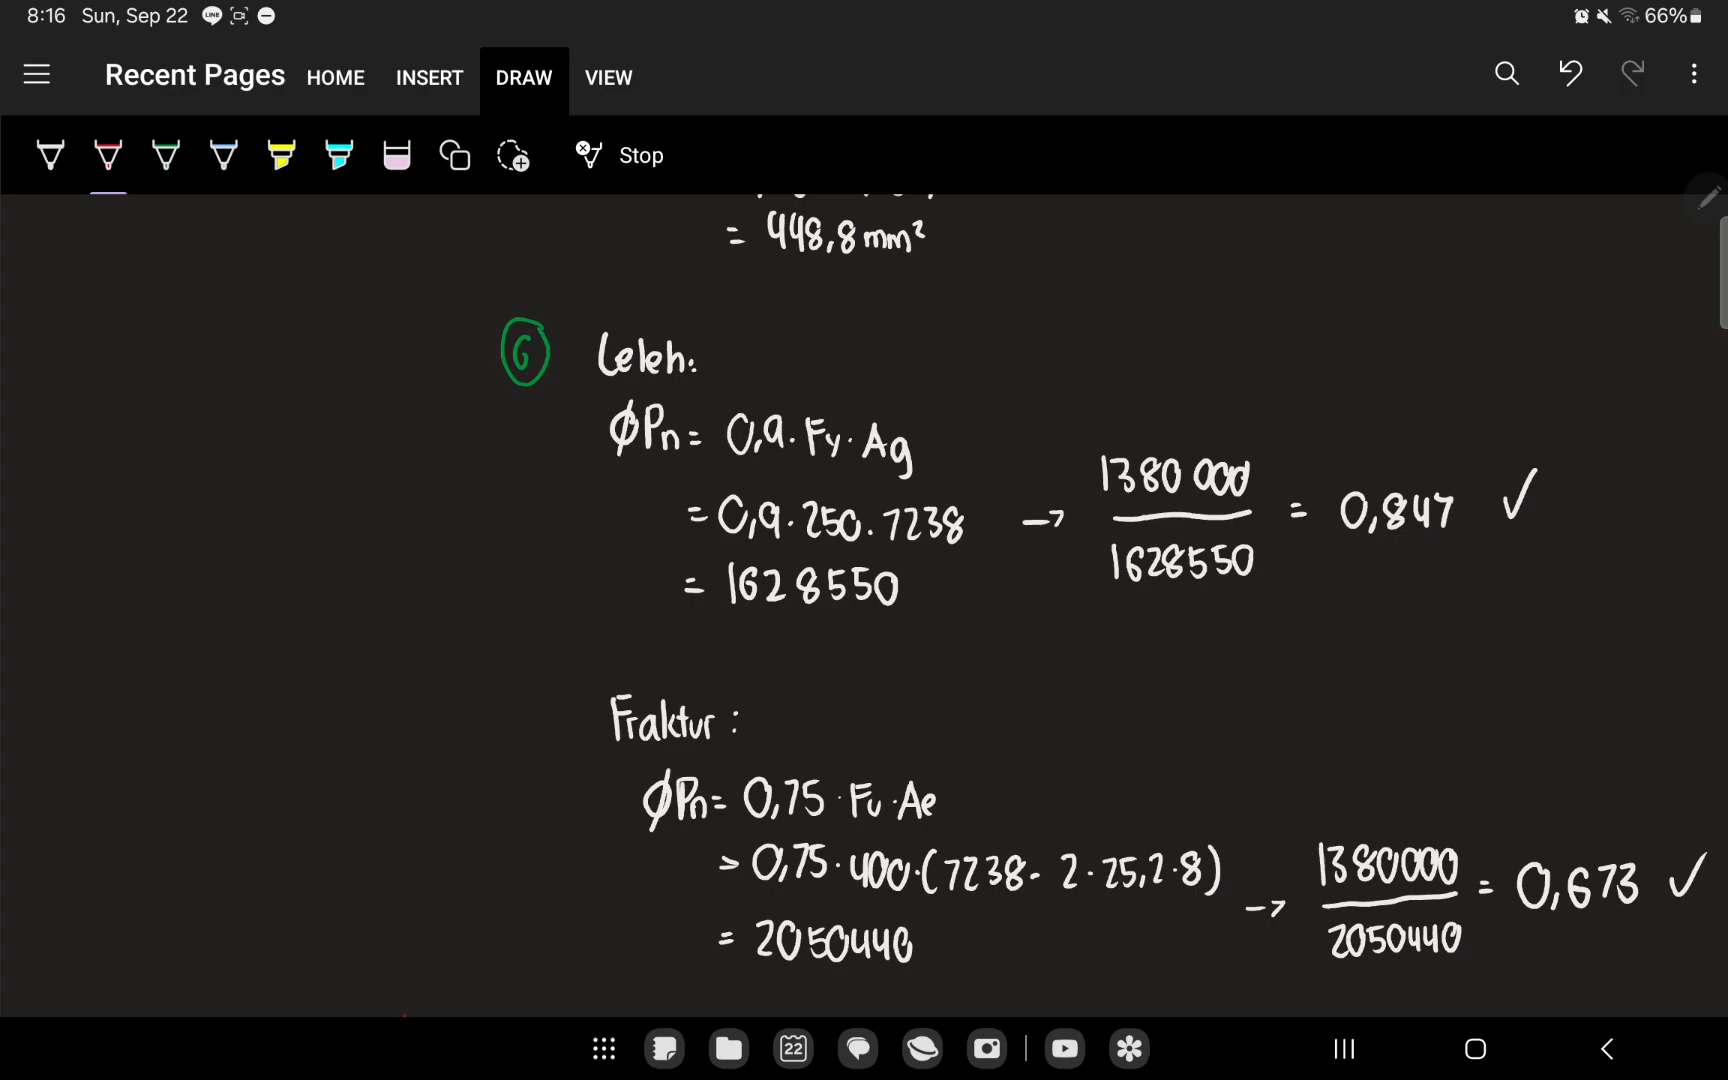 8:16 Sun, Sep 22 LINE 66%
Recent Pages HOME INSERT DRAW VIEW
Stop
= 448,8 mm²
6 Leleh:
ϕPn = 0,9 · Fy · Ag
= 0,9 · 250 . 7238 → 1380 000 / 1628550 = 0,847 ✓
= 1628550
Fraktur :
ϕPn = 0,75 · Fu · Ae
= 0,75 · 400 · (7238 - 2 · 25,2 · 8) → 1380000 / 2050440 = 0,673 ✓
= 2050440
22